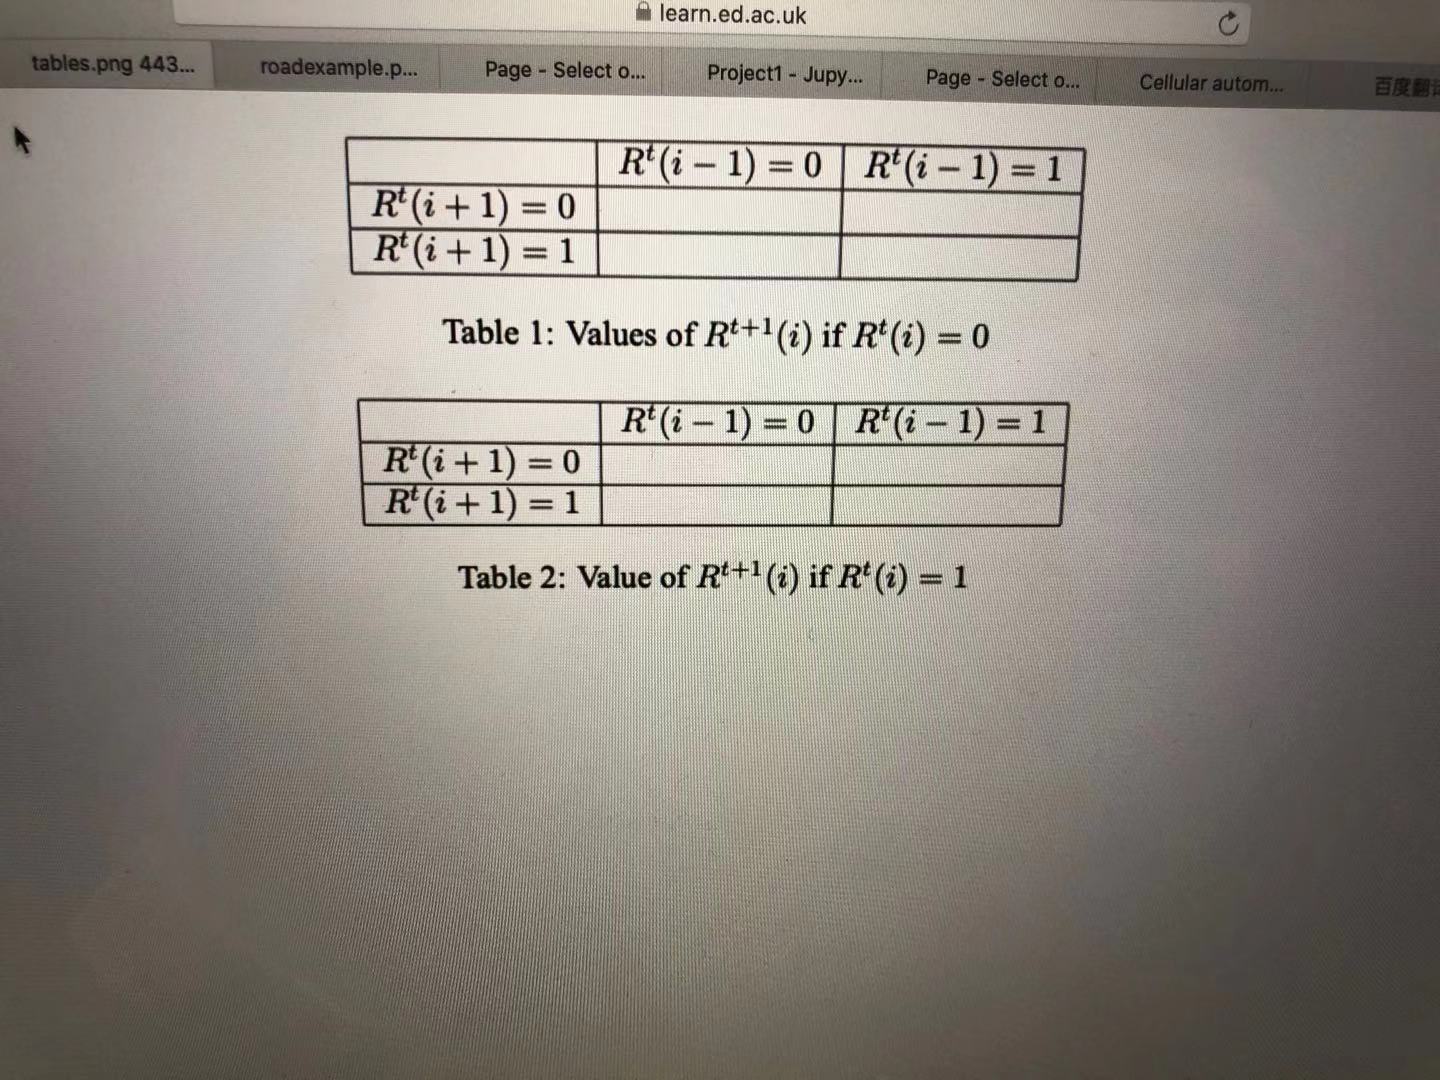 learn.ed.ac.uk
tables.png 443... roadexample.p... Page - Select o... Project1 - Jupy... Page - Select o... Cellular autom... 百度翻译
R^t(i − 1) = 0 R^t(i − 1) = 1
R^t(i + 1) = 0
R^t(i + 1) = 1
Table 1: Values of R^{t+1}(i) if R^t(i) = 0
R^t(i − 1) = 0 R^t(i − 1) = 1
R^t(i + 1) = 0
R^t(i + 1) = 1
Table 2: Value of R^{t+1}(i) if R^t(i) = 1